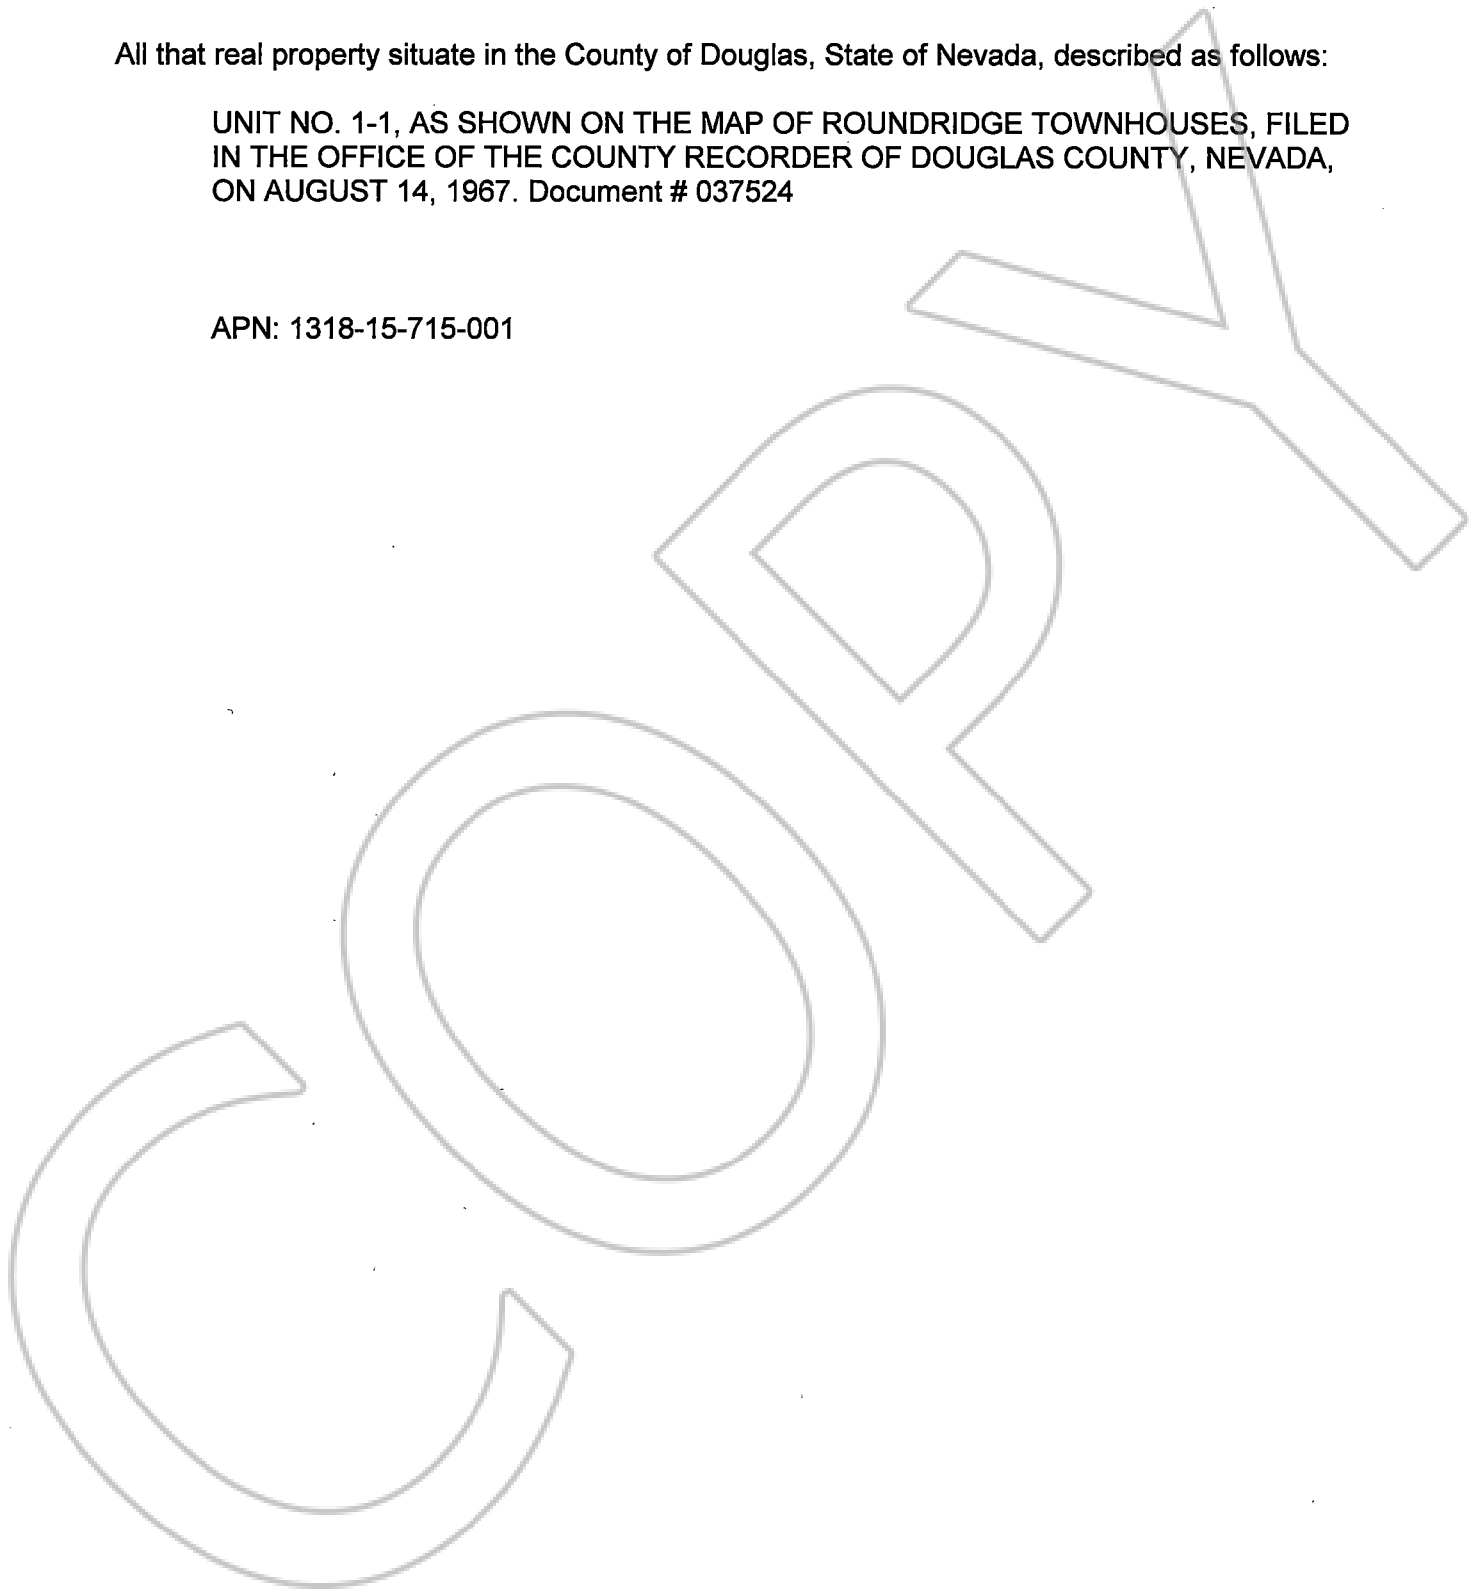 All that real property situate in the County of Douglas, State of Nevada, described as follows:
UNIT NO. 1-1, AS SHOWN ON THE MAP OF ROUNDRIDGE TOWNHOUSES, FILED
IN THE OFFICE OF THE COUNTY RECORDER OF DOUGLAS COUNTY, NEVADA,
ON AUGUST 14, 1967. Document # 037524
APN: 1318-15-715-001
COPY